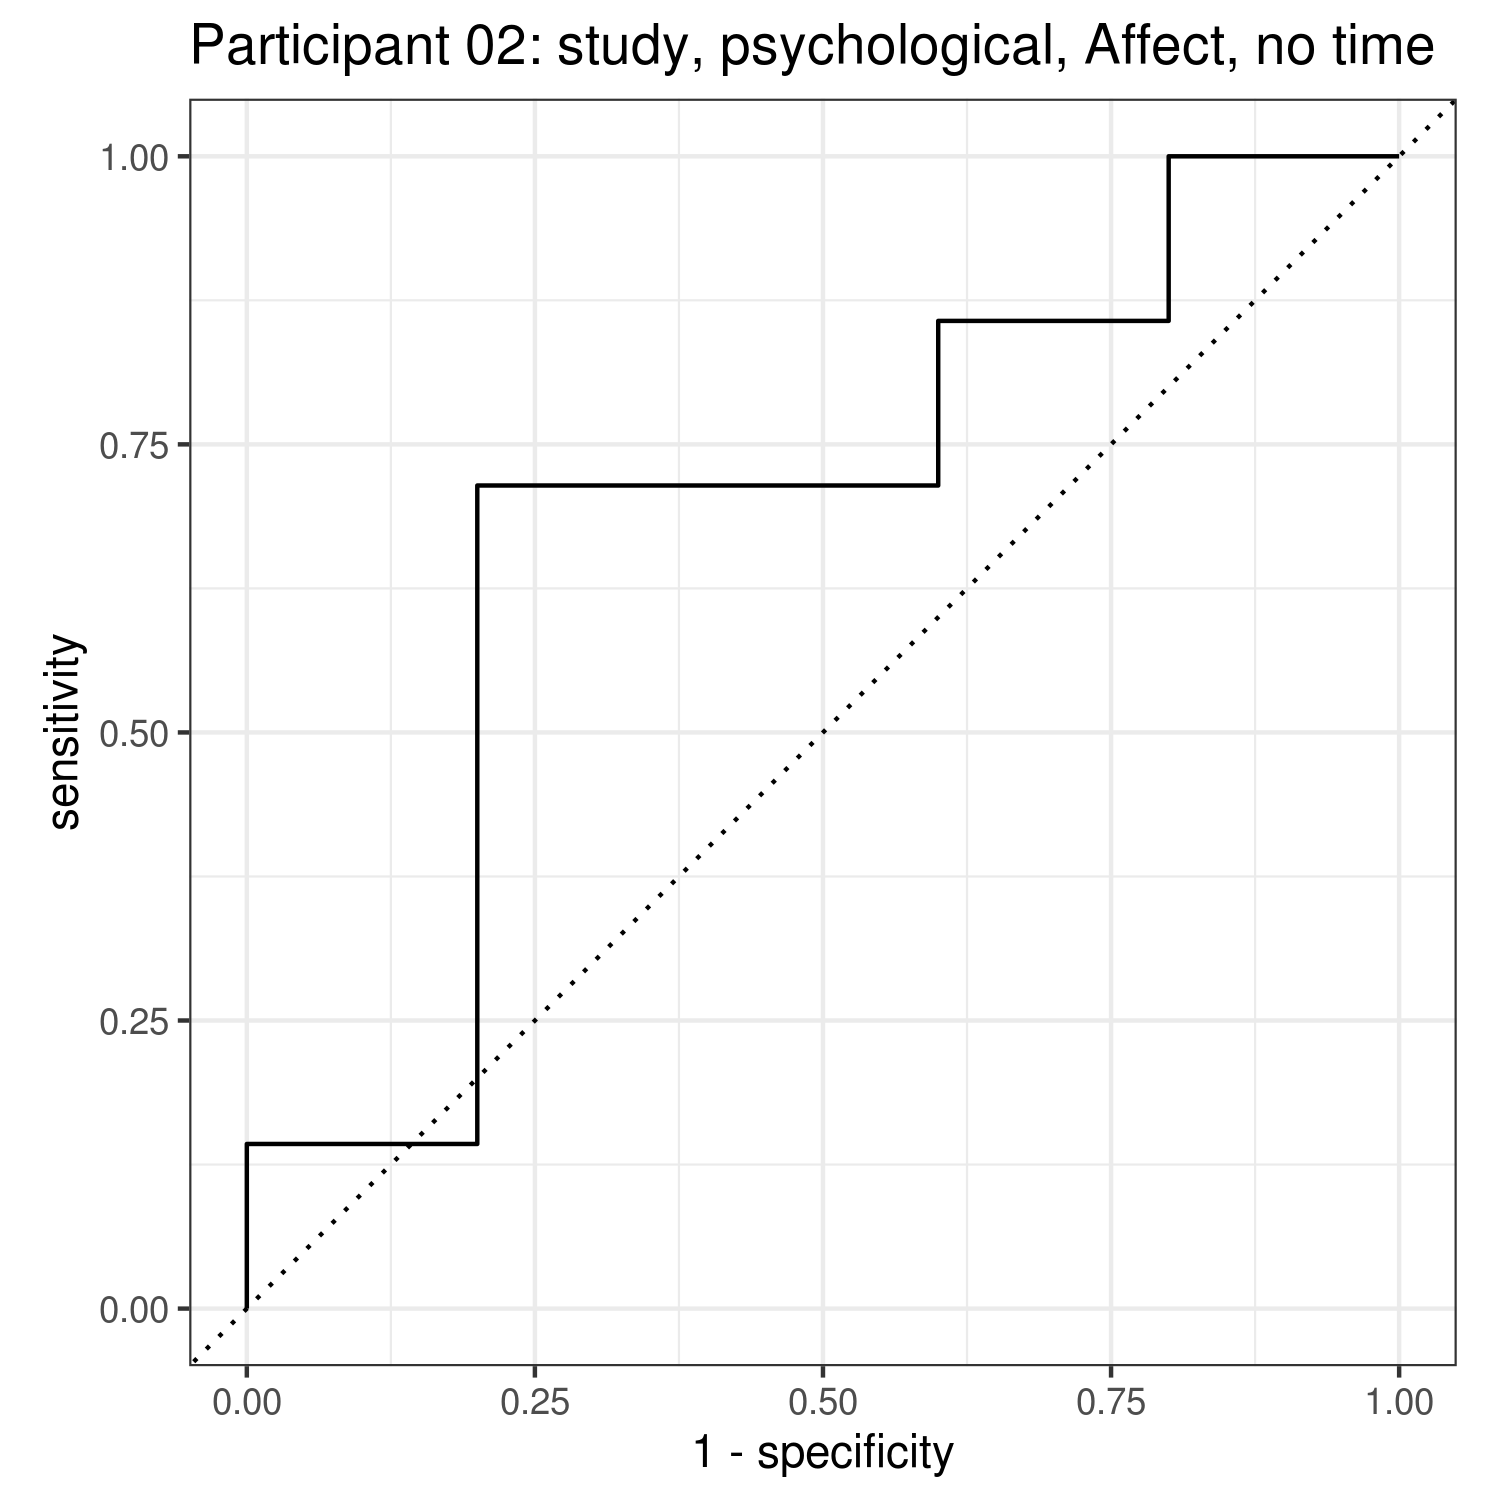 Participant 02: study, psychological, Affect, no time
sensitivity
1.00
0.75
0.50
0.25
0.00
0.00 0.25 0.50 0.75 1.00
1 - specificity